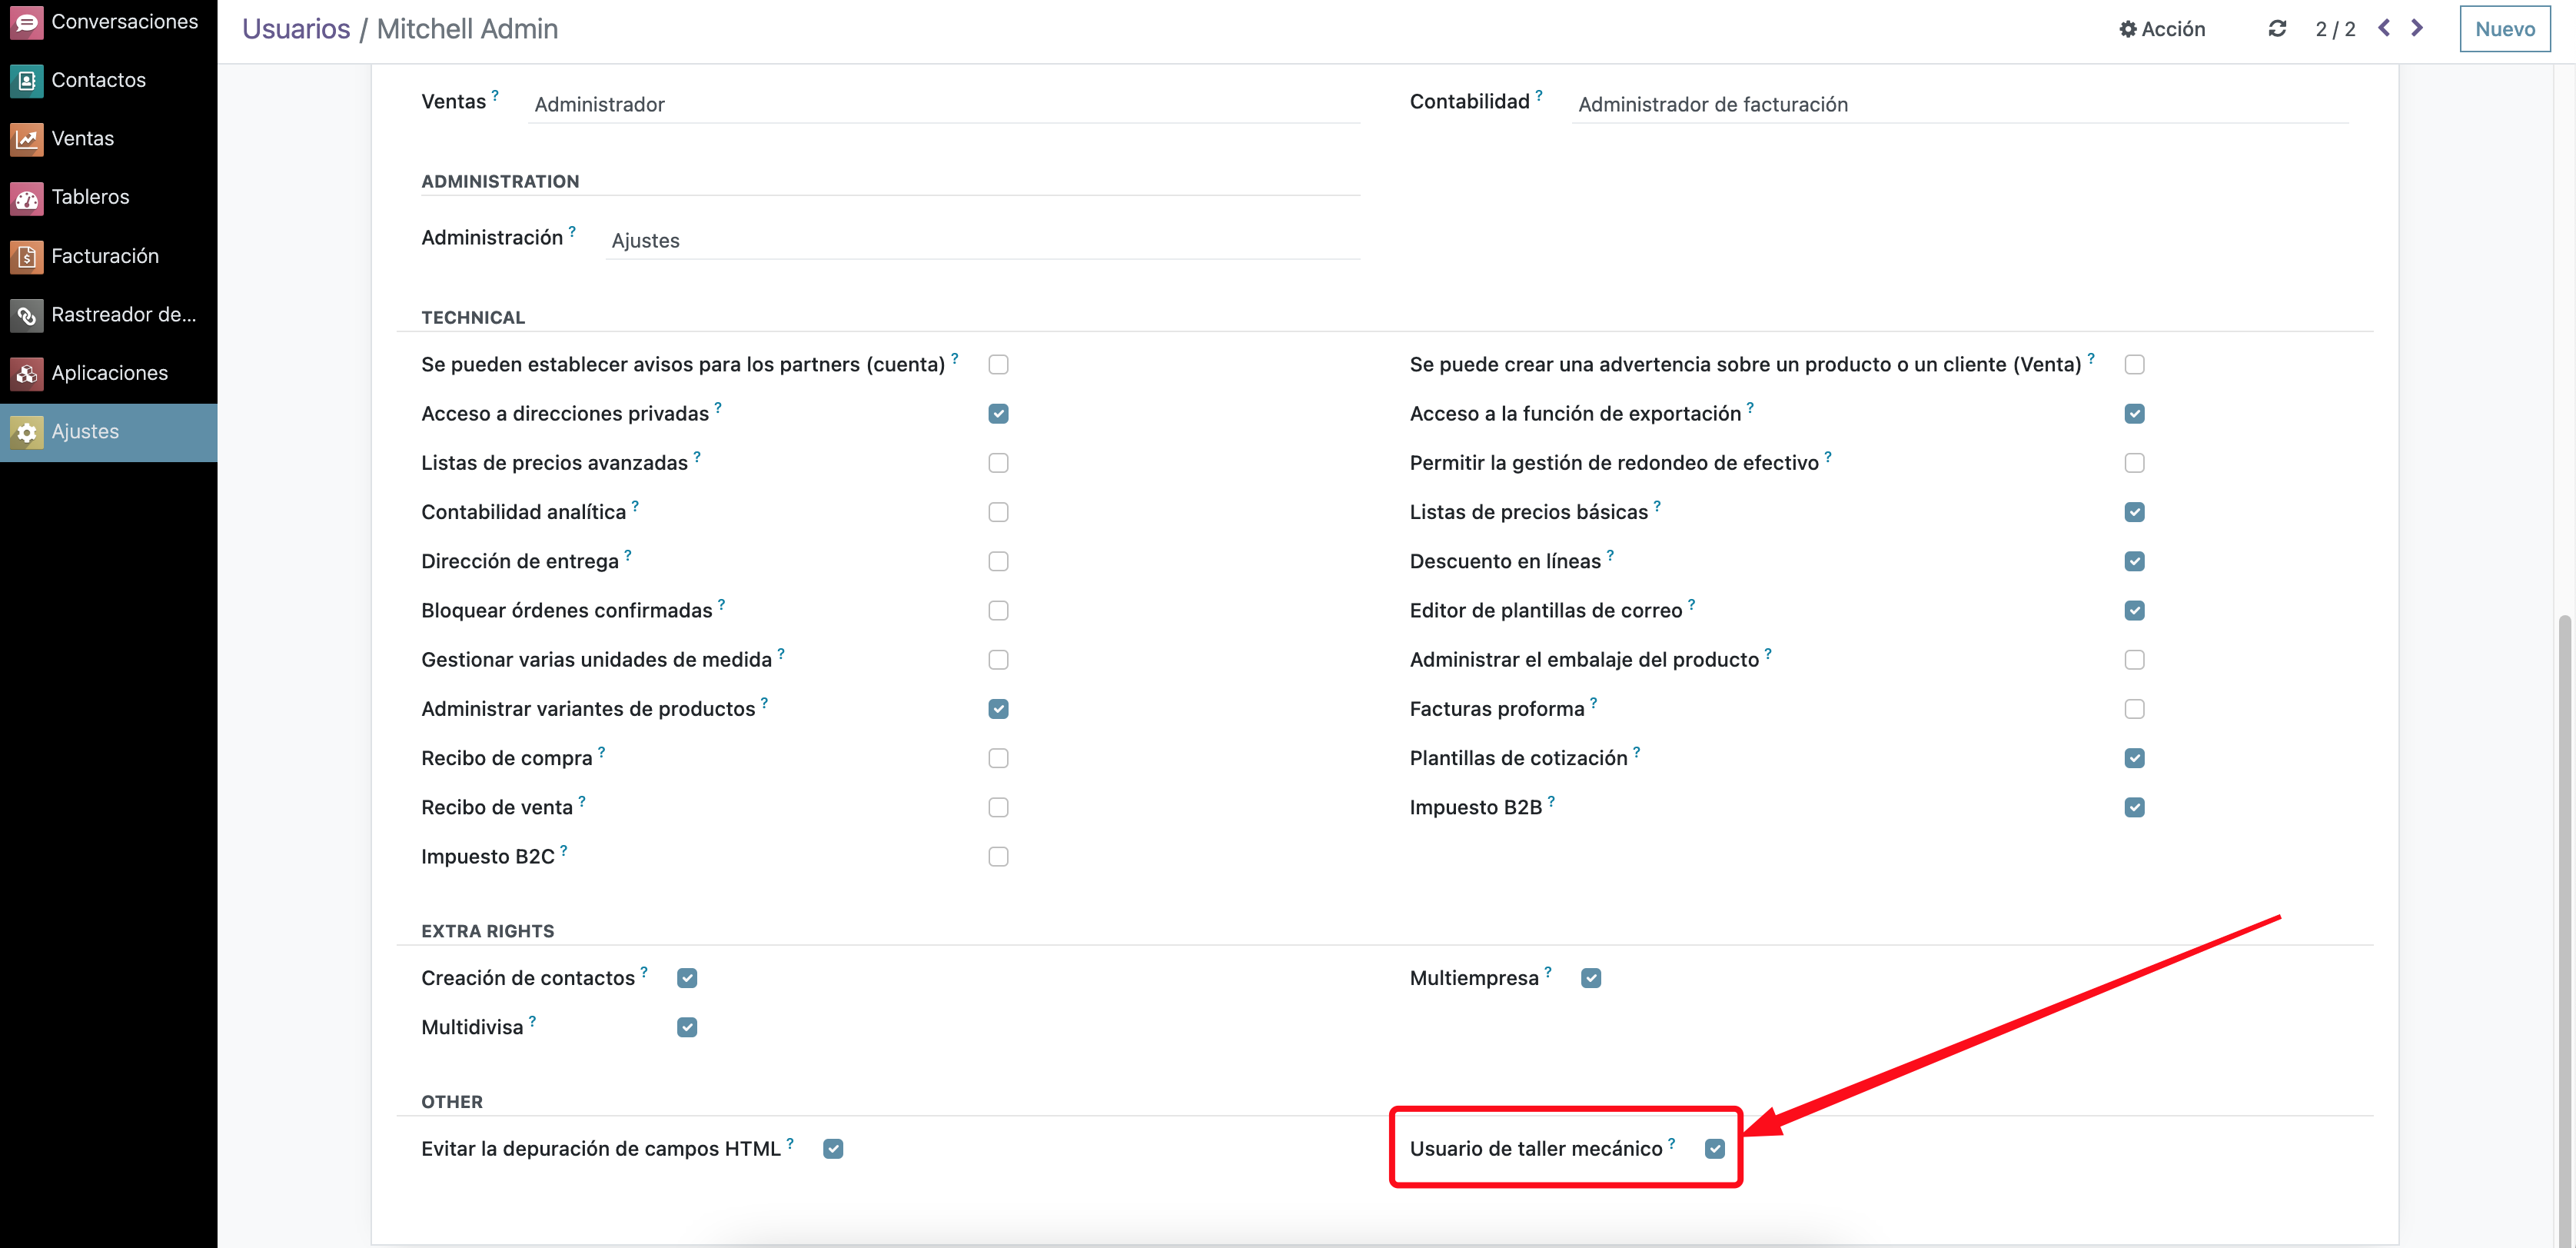 Conversaciones
Contactos
Ventas
Tableros
Facturación
Rastreador de...
Aplicaciones
Ajustes
Usuarios / Mitchell Admin
Acción
2 / 2
Nuevo
Ventas ? Administrador
Contabilidad ? Administrador de facturación
ADMINISTRATION
Administración ? Ajustes
TECHNICAL
Se pueden establecer avisos para los partners (cuenta) ?
Se puede crear una advertencia sobre un producto o un cliente (Venta) ?
Acceso a direcciones privadas ?
Acceso a la función de exportación ?
Listas de precios avanzadas ?
Permitir la gestión de redondeo de efectivo ?
Contabilidad analítica ?
Listas de precios básicas ?
Dirección de entrega ?
Descuento en líneas ?
Bloquear órdenes confirmadas ?
Editor de plantillas de correo ?
Gestionar varias unidades de medida ?
Administrar el embalaje del producto ?
Administrar variantes de productos ?
Facturas proforma ?
Recibo de compra ?
Plantillas de cotización ?
Recibo de venta ?
Impuesto B2B ?
Impuesto B2C ?
EXTRA RIGHTS
Creación de contactos ?
Multiempresa ?
Multidivisa ?
OTHER
Evitar la depuración de campos HTML ?
Usuario de taller mecánico ?